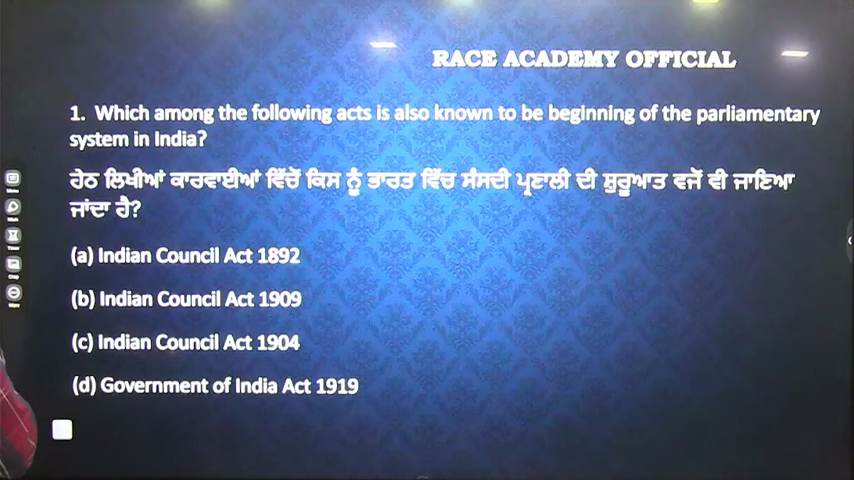 RACE ACADEMY OFFICIAL
1. Which among the following acts is also known to be beginning of the parliamentary
system in India?
ਹੇਠ ਲਿਖੀਆਂ ਕਾਰਵਾਈਆਂ ਵਿੱਚੋਂ ਕਿਸ ਨੂੰ ਭਾਰਤ ਵਿੱਚ ਸੰਸਦੀ ਪ੍ਰਣਾਲੀ ਦੀ ਸ਼ੁਰੂਆਤ ਵਜੋਂ ਵੀ ਜਾਣਿਆ
ਜਾਂਦਾ ਹੈ?
(a) Indian Council Act 1892
(b) Indian Council Act 1909
(c) Indian Council Act 1904
(d) Government of India Act 1919